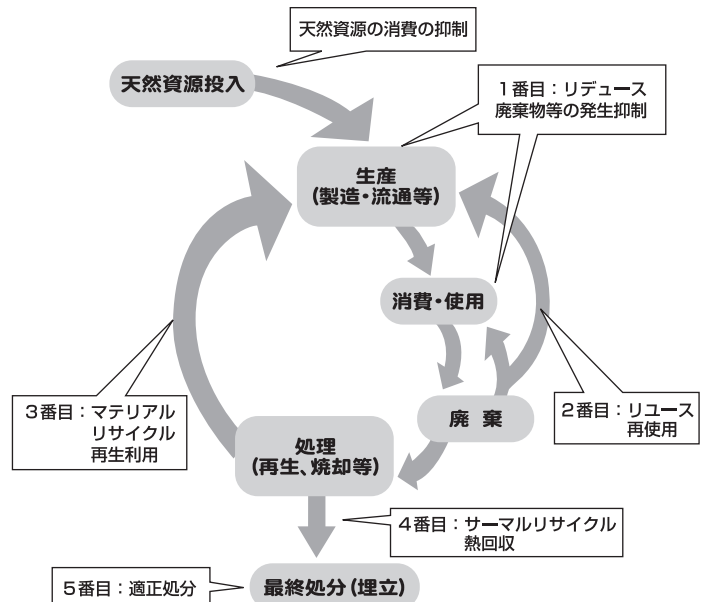 天然資源の消費の抑制
天然資源投入
1番目：リデュース
廃棄物等の発生抑制
生産
(製造・流通等)
消費・使用
3番目：マテリアル
リサイクル
再生利用
廃 棄
2番目：リユース
再使用
処理
(再生、焼却等)
4番目：サーマルリサイクル
熱回収
5番目：適正処分
最終処分(埋立)